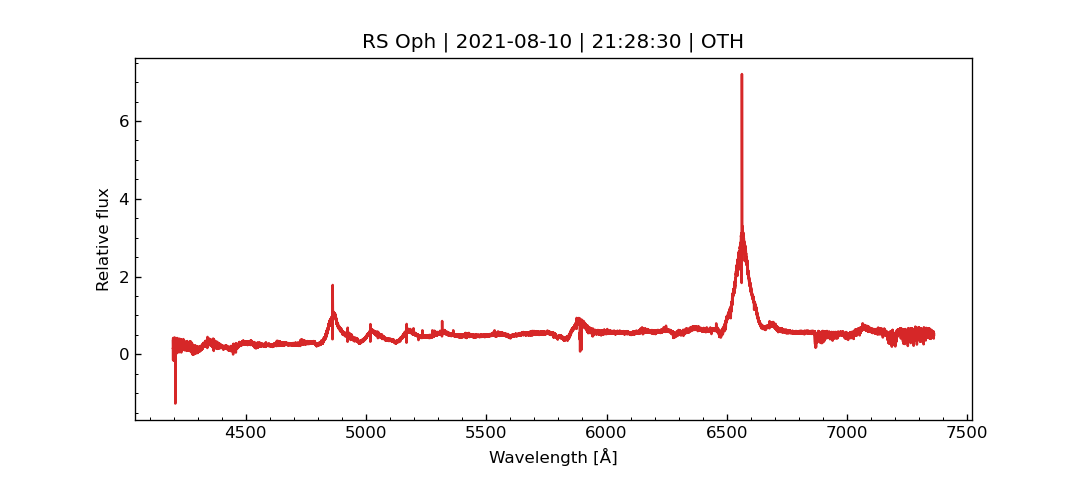 RS Oph | 2021-08-10 | 21:28:30 | OTH
6
4
2
0
Relative flux
4500 5000 5500 6000 6500 7000 7500
Wavelength [Å]